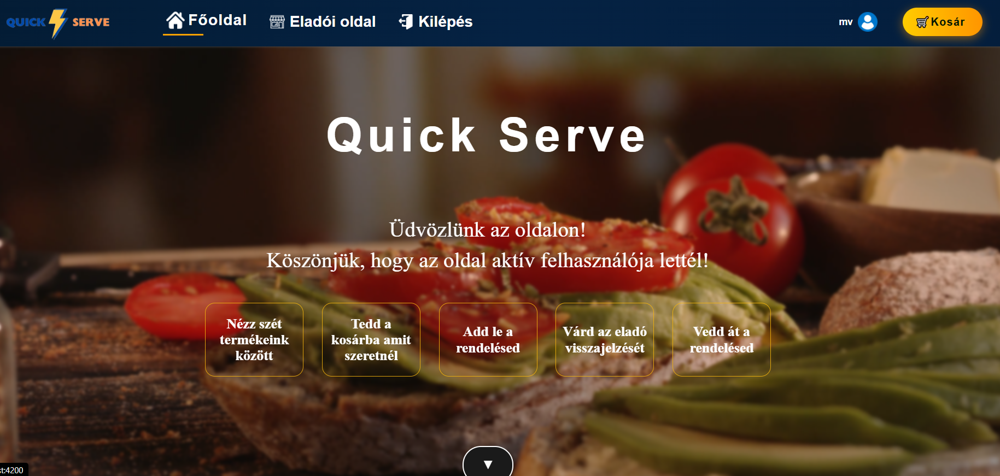 QUICK SERVE
Főoldal
Eladói oldal
Kilépés
mv
Kosár
Quick Serve
Üdvözlünk az oldalon!
Köszönjük, hogy az oldal aktív felhasználója lettél!
Nézz szét
termékeink
között
Tedd a
kosárba amit
szeretnél
Add le a
rendelésed
Várd az eladó
visszajelzését
Vedd át a
rendelésed
▼
st:4200